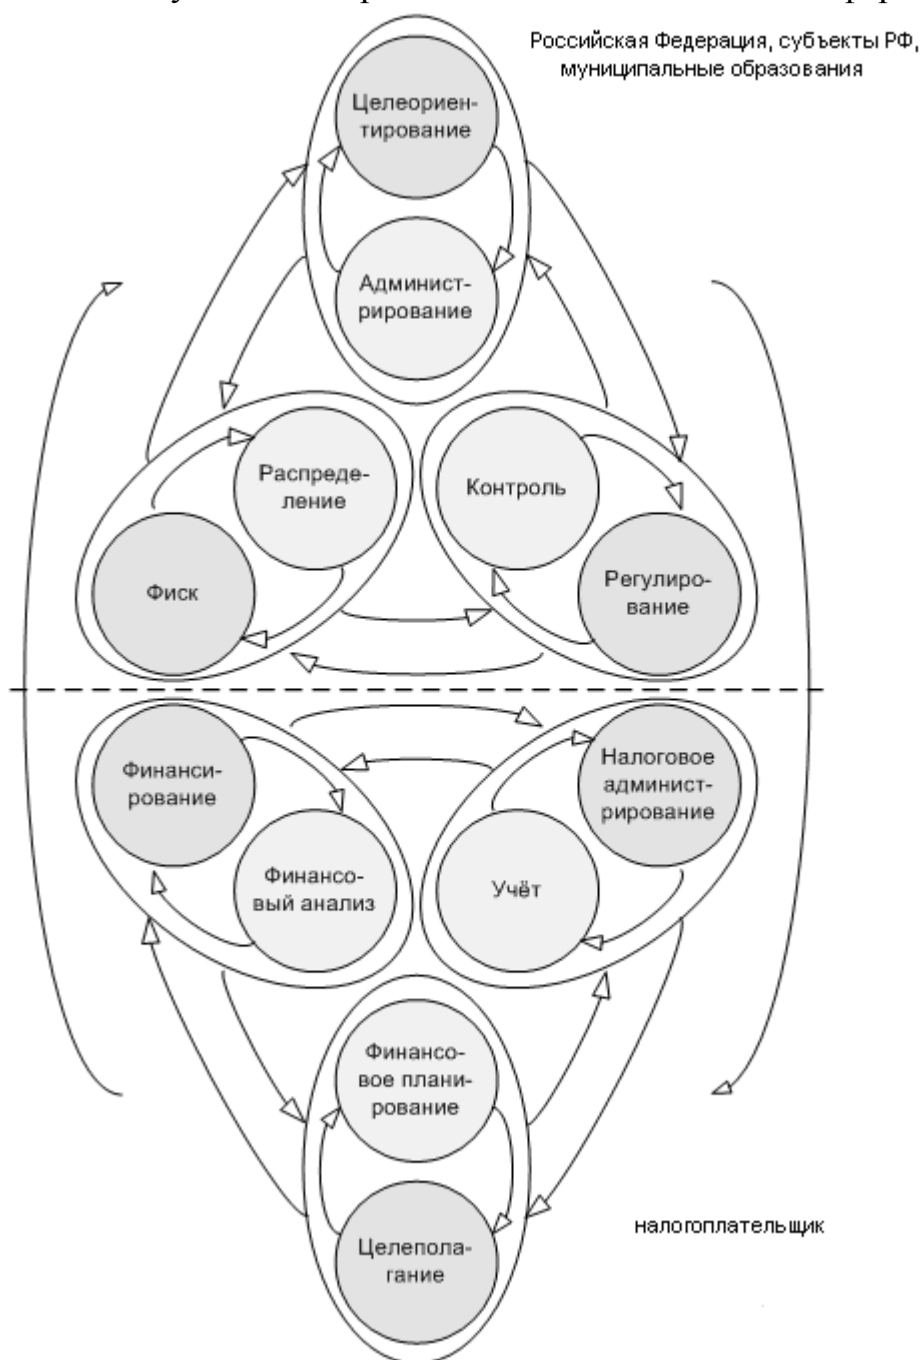 Российская Федерация, субъекты РФ,
муниципальные образования
Целеориен-
тирование
Админист-
рирование
Распреде-
ление
Фиск
Контроль
Регулиро-
вание
Финанси-
рование
Финансо-
вый анализ
Налоговое
админист-
рирование
Учёт
Финансо-
вое плани-
рование
Целепола-
гание
налогоплательщик